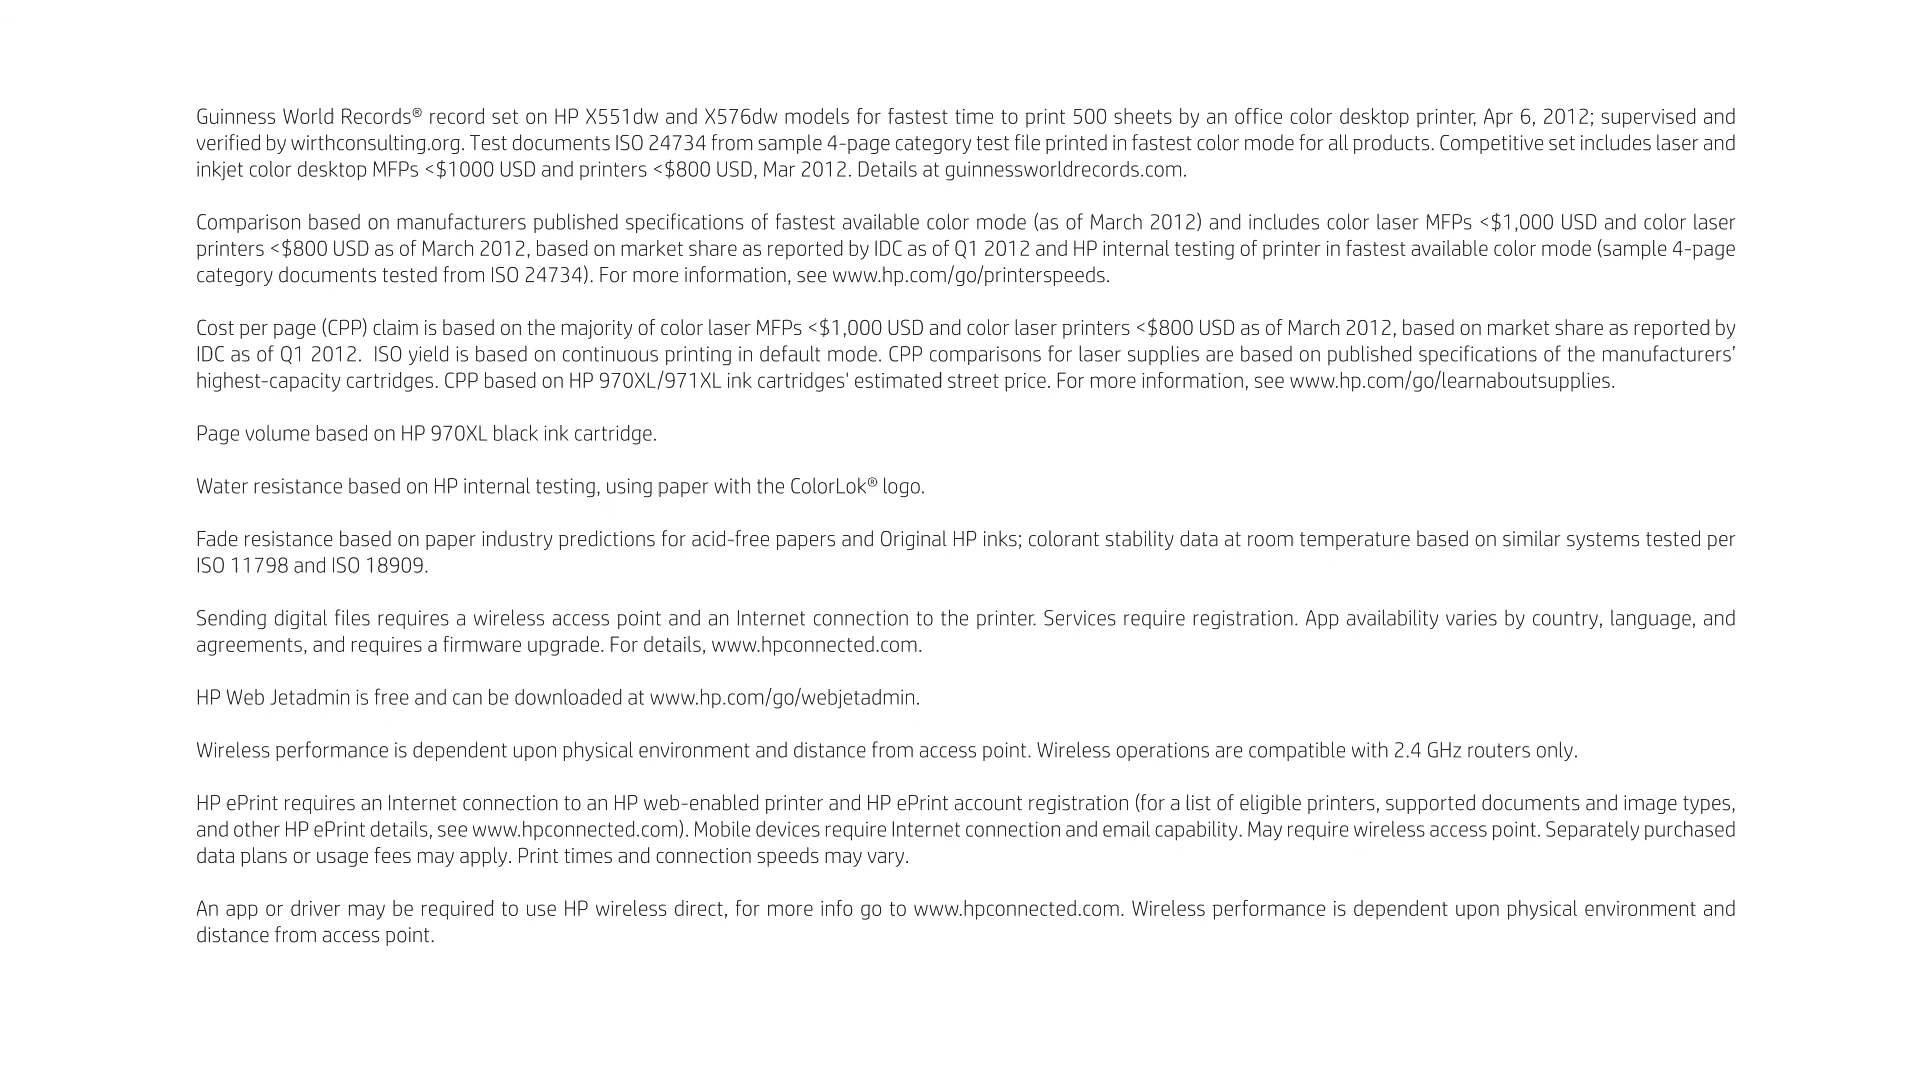 Guinness World Records® record set on HP X551dw and X576dw models for fastest time to print 500 sheets by an office color desktop printer, Apr 6, 2012; supervised and
verified by wirthconsulting.org. Test documents ISO 24734 from sample 4-page category test file printed in fastest color mode for all products. Competitive set includes laser and
inkjet color desktop MFPs <$1000 USD and printers <$800 USD, Mar 2012. Details at guinnessworldrecords.com.
Comparison based on manufacturers published specifications of fastest available color mode (as of March 2012) and includes color laser MFPs <$1,000 USD and color laser
printers <$800 USD as of March 2012, based on market share as reported by IDC as of Q1 2012 and HP internal testing of printer in fastest available color mode (sample 4-page
category documents tested from ISO 24734). For more information, see www.hp.com/go/printerspeeds.
Cost per page (CPP) claim is based on the majority of color laser MFPs <$1,000 USD and color laser printers <$800 USD as of March 2012, based on market share as reported by
IDC as of Q1 2012.  ISO yield is based on continuous printing in default mode. CPP comparisons for laser supplies are based on published specifications of the manufacturers’
highest-capacity cartridges. CPP based on HP 970XL/971XL ink cartridges' estimated street price. For more information, see www.hp.com/go/learnaboutsupplies.
Page volume based on HP 970XL black ink cartridge.
Water resistance based on HP internal testing, using paper with the ColorLok® logo.
Fade resistance based on paper industry predictions for acid-free papers and Original HP inks; colorant stability data at room temperature based on similar systems tested per
ISO 11798 and ISO 18909.
Sending digital files requires a wireless access point and an Internet connection to the printer. Services require registration. App availability varies by country, language, and
agreements, and requires a firmware upgrade. For details, www.hpconnected.com.
HP Web Jetadmin is free and can be downloaded at www.hp.com/go/webjetadmin.
Wireless performance is dependent upon physical environment and distance from access point. Wireless operations are compatible with 2.4 GHz routers only.
HP ePrint requires an Internet connection to an HP web-enabled printer and HP ePrint account registration (for a list of eligible printers, supported documents and image types,
and other HP ePrint details, see www.hpconnected.com). Mobile devices require Internet connection and email capability. May require wireless access point. Separately purchased
data plans or usage fees may apply. Print times and connection speeds may vary.
An app or driver may be required to use HP wireless direct, for more info go to www.hpconnected.com. Wireless performance is dependent upon physical environment and
distance from access point.